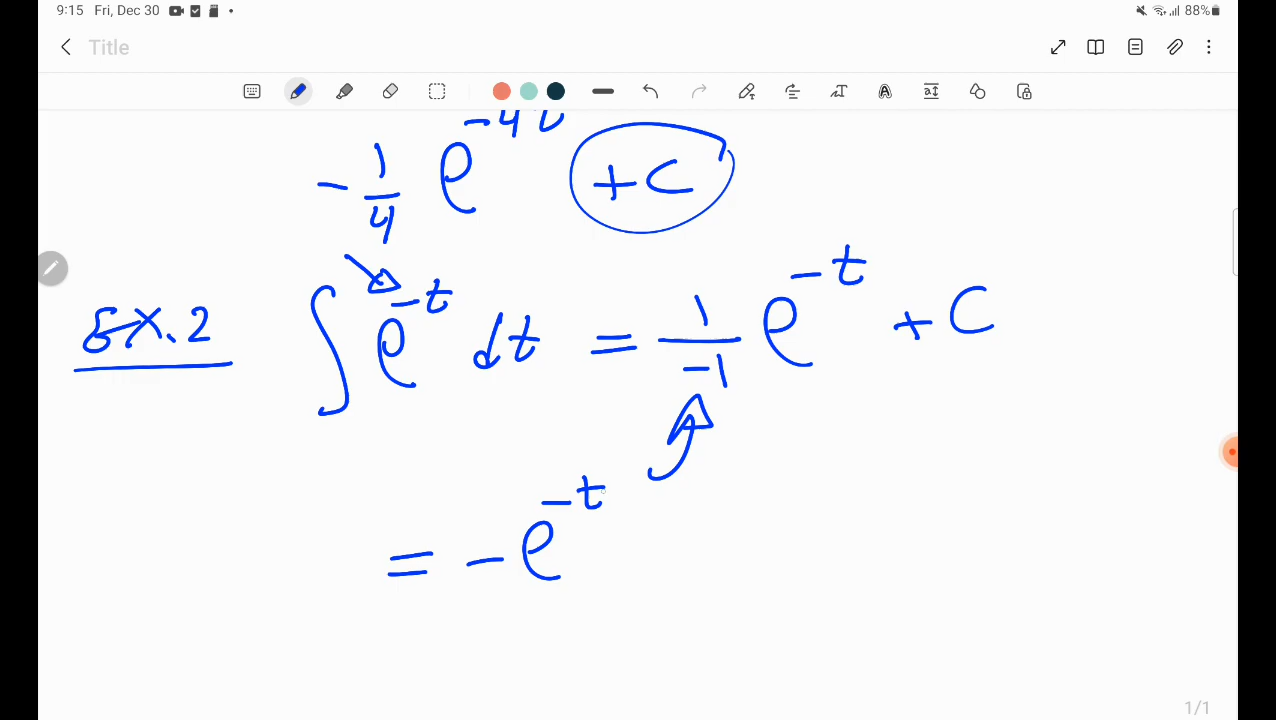 9:15 Fri, Dec 30 88%
Title
-1/4 e^{-4t} +C
EX.2 ∫e^{-t} dt = 1/-1 e^{-t} + C
= -e^{-t}
1/1